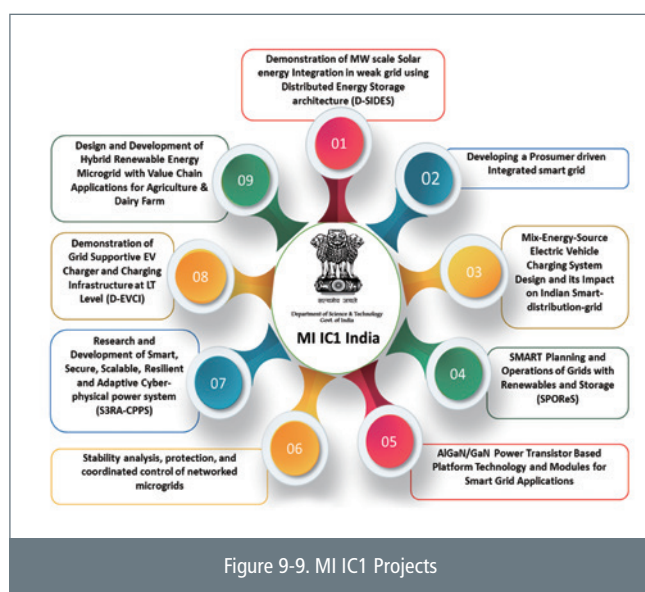 Demonstration of MW scale Solar
energy Integration in weak grid using
Distributed Energy Storage
architecture (D-SIDES)
01
Developing a Prosumer driven
Integrated smart grid
02
Mix-Energy-Source
Electric Vehicle
Charging System
Design and its Impact
on Indian Smart-
distribution-grid
03
SMART Planning and
Operations of Grids with
Renewables and Storage
(SPOReS)
04
AlGaN/GaN Power Transistor Based
Platform Technology and Modules for
Smart Grid Applications
05
Stability analysis, protection, and
coordinated control of networked
microgrids
06
Research and
Development of Smart,
Secure, Scalable, Resilient
and Adaptive Cyber-
physical power system
(S3RA-CPPS)
07
Demonstration of
Grid Supportive EV
Charger and Charging
Infrastructure at LT
Level (D-EVCI)
08
Design and Development of
Hybrid Renewable Energy
Microgrid with Value Chain
Applications for Agriculture &
Dairy Farm
09
सत्यमेव जयते
Department of Science & Technology
Govt. of India
MI IC1 India
Figure 9-9. MI IC1 Projects